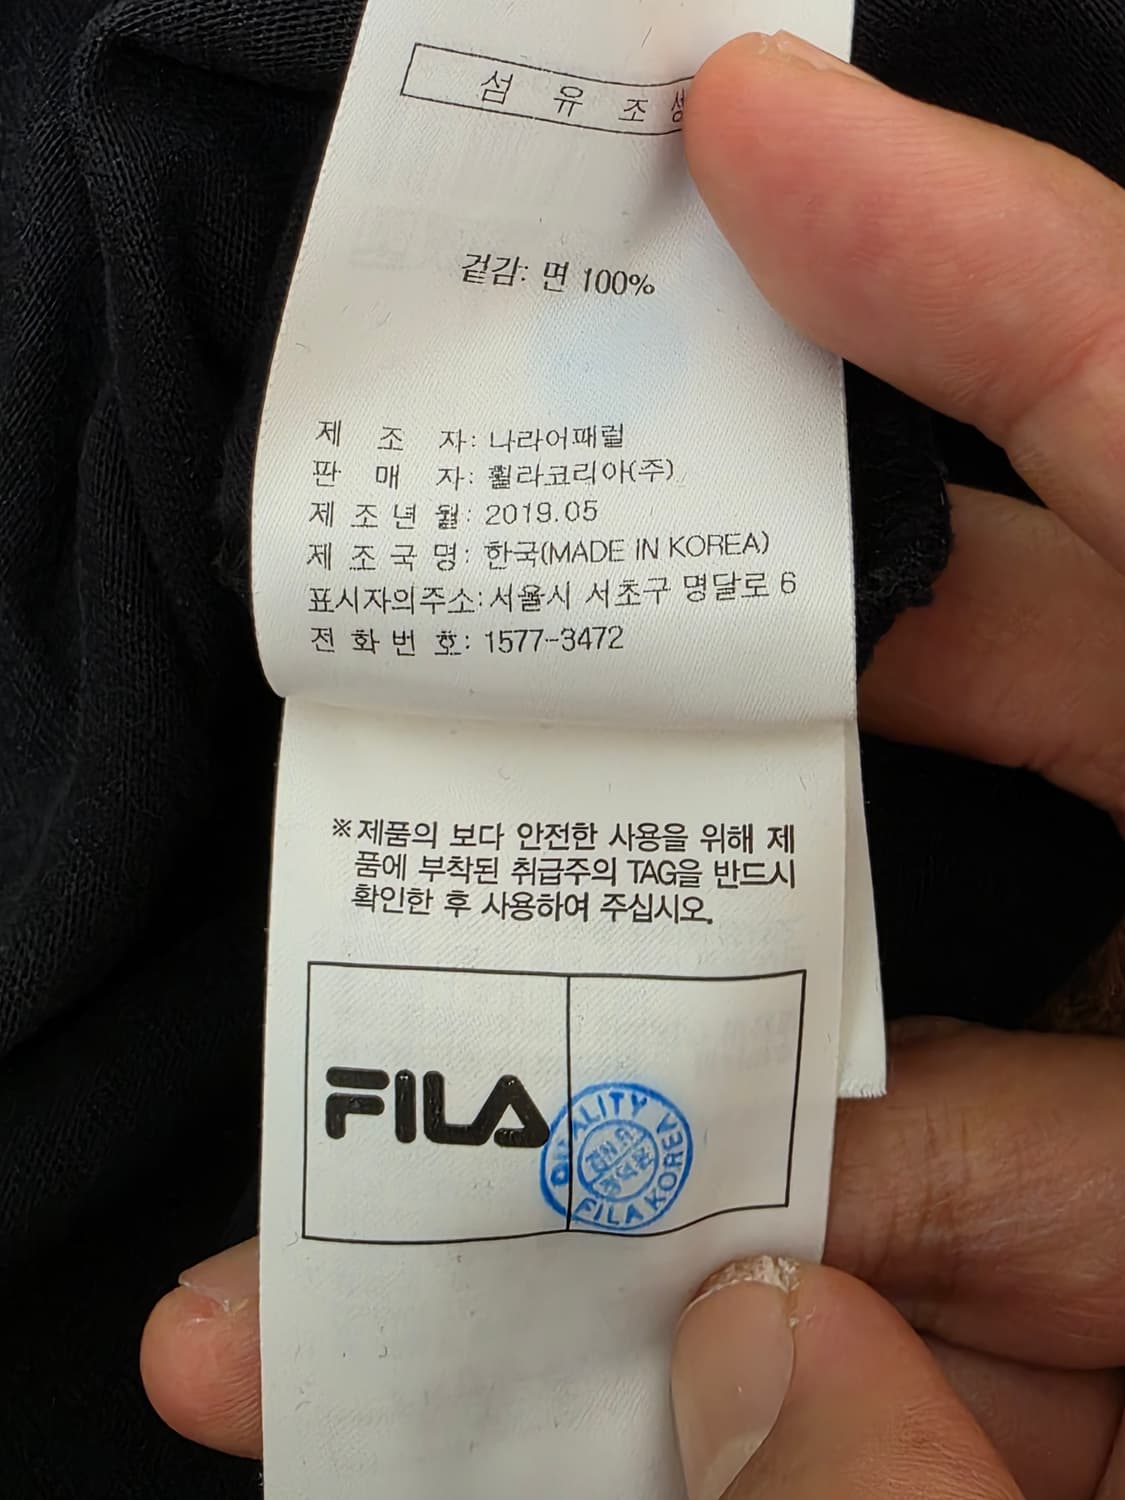 섬 유 조 성
겉감: 면 100%
제 조 자: 나라어패럴
판 매 자: 휠라코리아(주)
제 조 년 월: 2019.05
제 조 국 명: 한국(MADE IN KOREA)
표시자의주소: 서울시 서초구 명달로 6
전 화 번 호: 1577-3472
※제품의 보다 안전한 사용을 위해 제
품에 부착된 취급주의 TAG을 반드시
확인한 후 사용하여 주십시오.
FILA
QUALITY
FILA KOREA